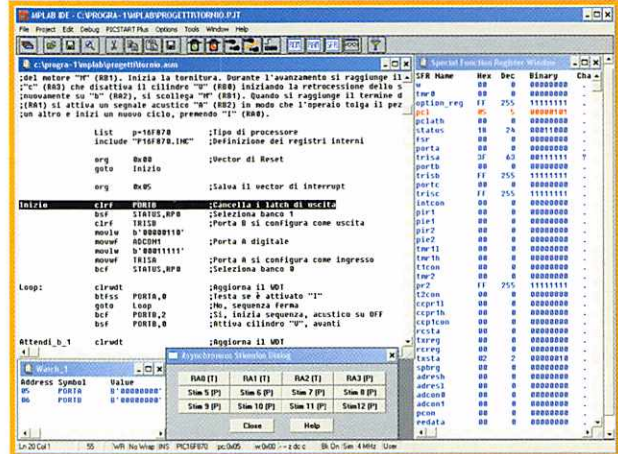 MPLAB IDE - C:\PROGRA~1\MPLAB\PROGETTI\TORNIO.PJT
File Project Edit Debug PICSTART Plus Options Tools Window Help
c:\progra~1\mplab\progetti\tornio.asm
;del motore "M" (RB1). Inizia la tornitura. Durante l'avanzamento si raggiunge il
;"c" (RA3) che disattiva il cilindro "U" (RB0) iniziando la retrocessione dello s
;nuovamente su "b" (RA2), si scollega "M" (RB1). Quando si raggiunge il termine d
;(RA1) si attiva un segnale acustico "A" (RB2) in modo che l'operaio tolga il pez
;un altro e inizi un nuovo ciclo, premendo "I" (RA0).
List p=16F870 ;Tipo di processore
include "P16F870.INC" ;Definizione dei registri interni
org 0x00 ;Vector di Reset
goto Inizio
org 0x05 ;Salva il vector di interrupt
Inizio clrf PORTB ;Cancella i latch di uscita
bsf STATUS,RP0 ;Seleziona banco 1
clrf TRISB ;Porta B si configura come uscita
movlw b'00000110'
movwf ADCON1 ;Porta A digitale
movlw b'00011111'
movwf TRISA ;Porta A si configura come ingresso
bcf STATUS,RP0 ;Seleziona banco 0
Loop: clrwdt ;Aggiorna il WDT
btfss PORTA,0 ;Testa se è attivato "I"
goto Loop ;No, sequenza ferma
bcf PORTB,2 ;Si, inizia sequenza, acustico su OFF
bsf PORTB,0 ;Attiva cilindro "U", avanti
Attendi_b_1 clrwdt ;Aggiorna il WDT
Special Function Register Window
SFR Name Hex Dec Binary Cha
w 00 0 00000000 .
tmr0 00 0 00000000 .
option_reg FF 255 11111111 .
pcl 05 5 00000101 .
pclath 00 0 00000000 .
status 18 24 00011000 .
fsr 00 0 00000000 .
porta 00 0 00000000 .
trisa 3F 63 00111111 ?
portb 00 0 00000000 .
trisb FF 255 11111111 .
portc 00 0 00000000 .
trisc FF 255 11111111 .
intcon 00 0 00000000 .
pir1 00 0 00000000 .
pie1 00 0 00000000 .
pir2 00 0 00000000 .
pie2 00 0 00000000 .
tmr1l 00 0 00000000 .
tmr1h 00 0 00000000 .
t1con 00 0 00000000 .
tmr2 00 0 00000000 .
pr2 FF 255 11111111 .
t2con 00 0 00000000 .
ccpr1l 00 0 00000000 .
ccpr1h 00 0 00000000 .
ccp1con 00 0 00000000 .
rcsta 00 0 00000000 .
txreg 00 0 00000000 .
rcreg 00 0 00000000 .
txsta 02 2 00000010 .
spbrg 00 0 00000000 .
adresh 00 0 00000000 .
adresl 00 0 00000000 .
adcon0 00 0 00000000 .
adcon1 00 0 00000000 .
pcon 00 0 00000000 .
eedata 00 0 00000000 .
Watch_1
Address Symbol Value
05 PORTA B'00000000'
06 PORTB B'00000000'
Asynchronous Stimulus Dialog
RA0 (T) RA1 (T) RA2 (T) RA3 (P)
Stim 5 (P) Stim 6 (P) Stim 7 (P) Stim 8 (P)
Stim 9 (P) Stim 10 (P) Stim 11 (P) Stim12 (P)
Close Help
Ln 20 Col 1 55 WR No Wrap INS PIC16F870 pc:0x05 w:0x00 -- z dc c Bk On Sim 4 MHz User